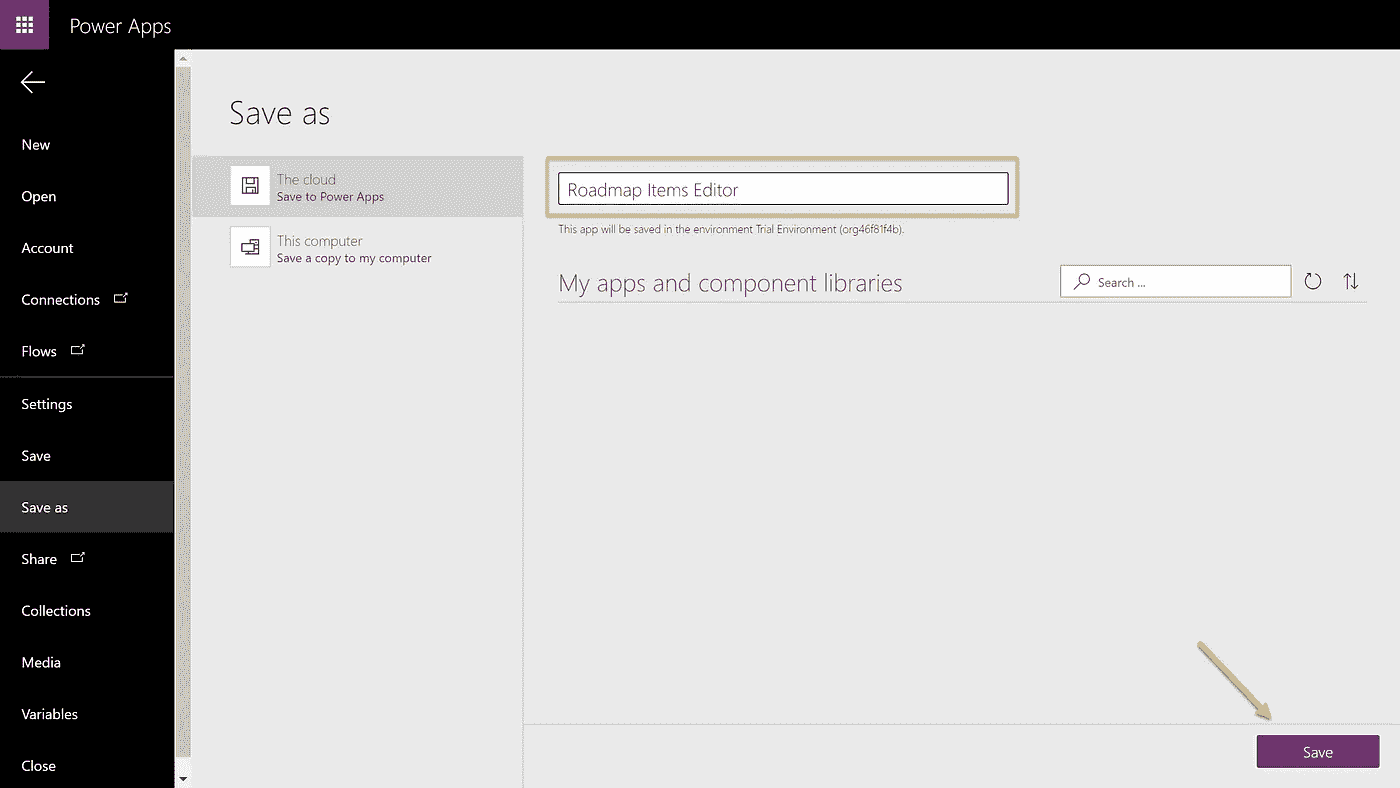 Power Apps
New
Open
Account
Connections
Flows
Settings
Save
Save as
Share
Collections
Media
Variables
Close
Save as
The cloud
Save to Power Apps
This computer
Save a copy to my computer
Roadmap Items Editor
This app will be saved in the environment Trial Environment (org46f81f4b).
My apps and component libraries
Search ...
Save